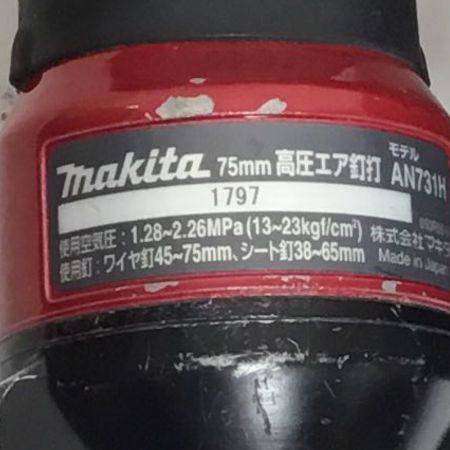 makita 75mm 高圧エア釘打 モデル AN731H
1797
使用空気圧：1.28~2.26MPa(13~23kgf/cm²) 株式会社マキタ
使用釘：ワイヤ釘45~75mm、シート釘38~65mm Made in Japan